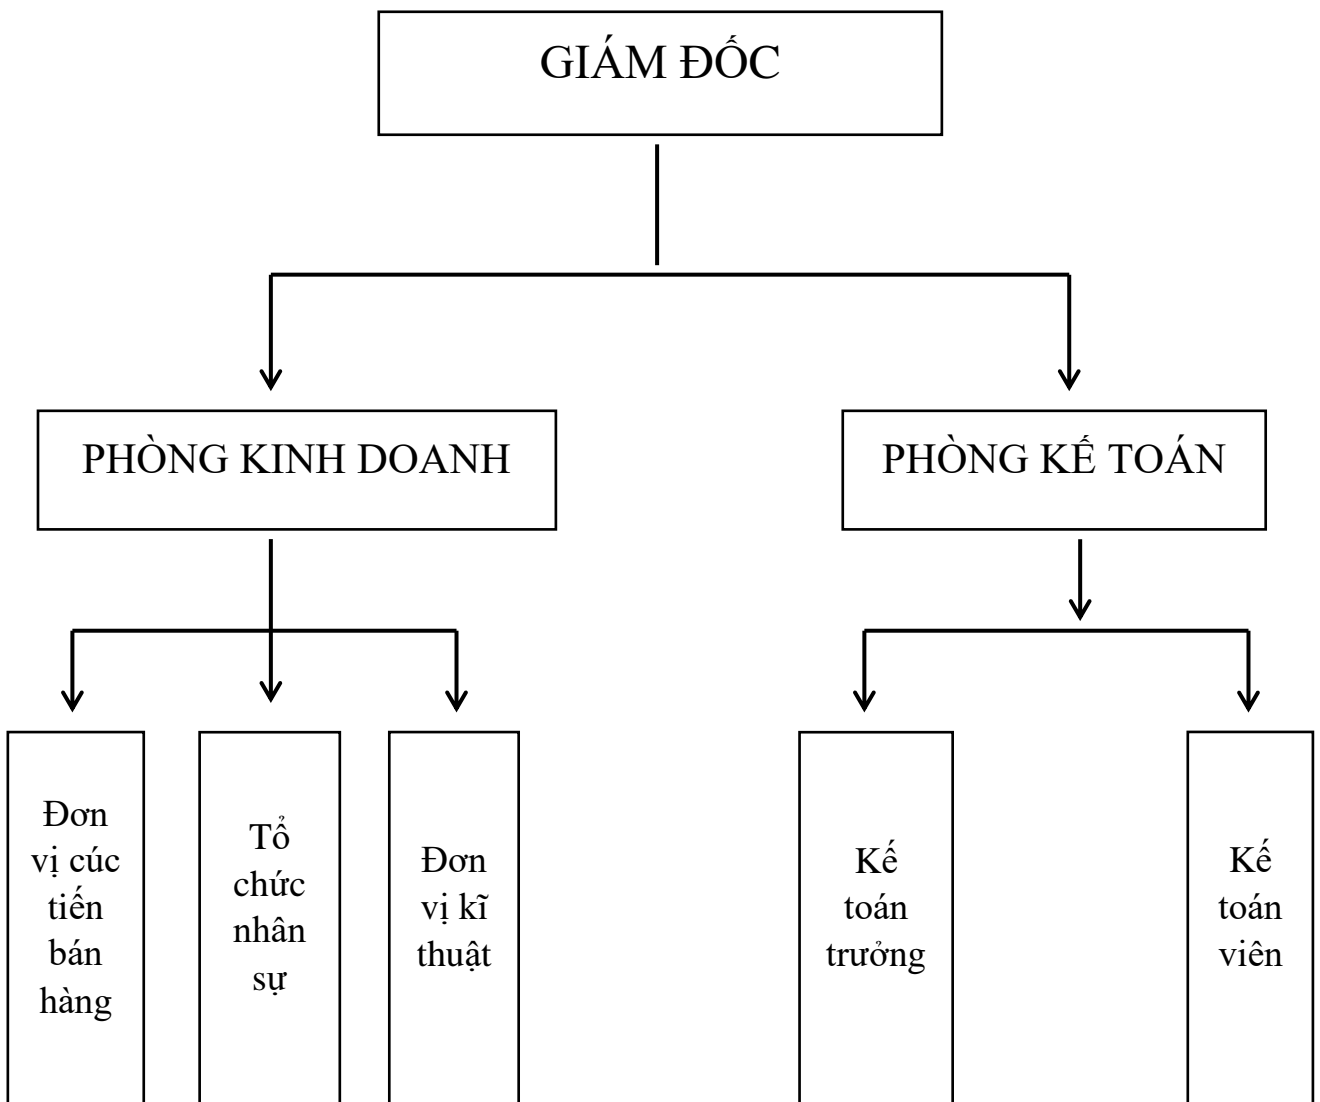 GIÁM ĐỐC
PHÒNG KINH DOANH
PHÒNG KẾ TOÁN
Đơn
vị cúc
tiến
bán
hàng
Tổ
chức
nhân
sự
Đơn
vị kĩ
thuật
Kế
toán
trưởng
Kế
toán
viên